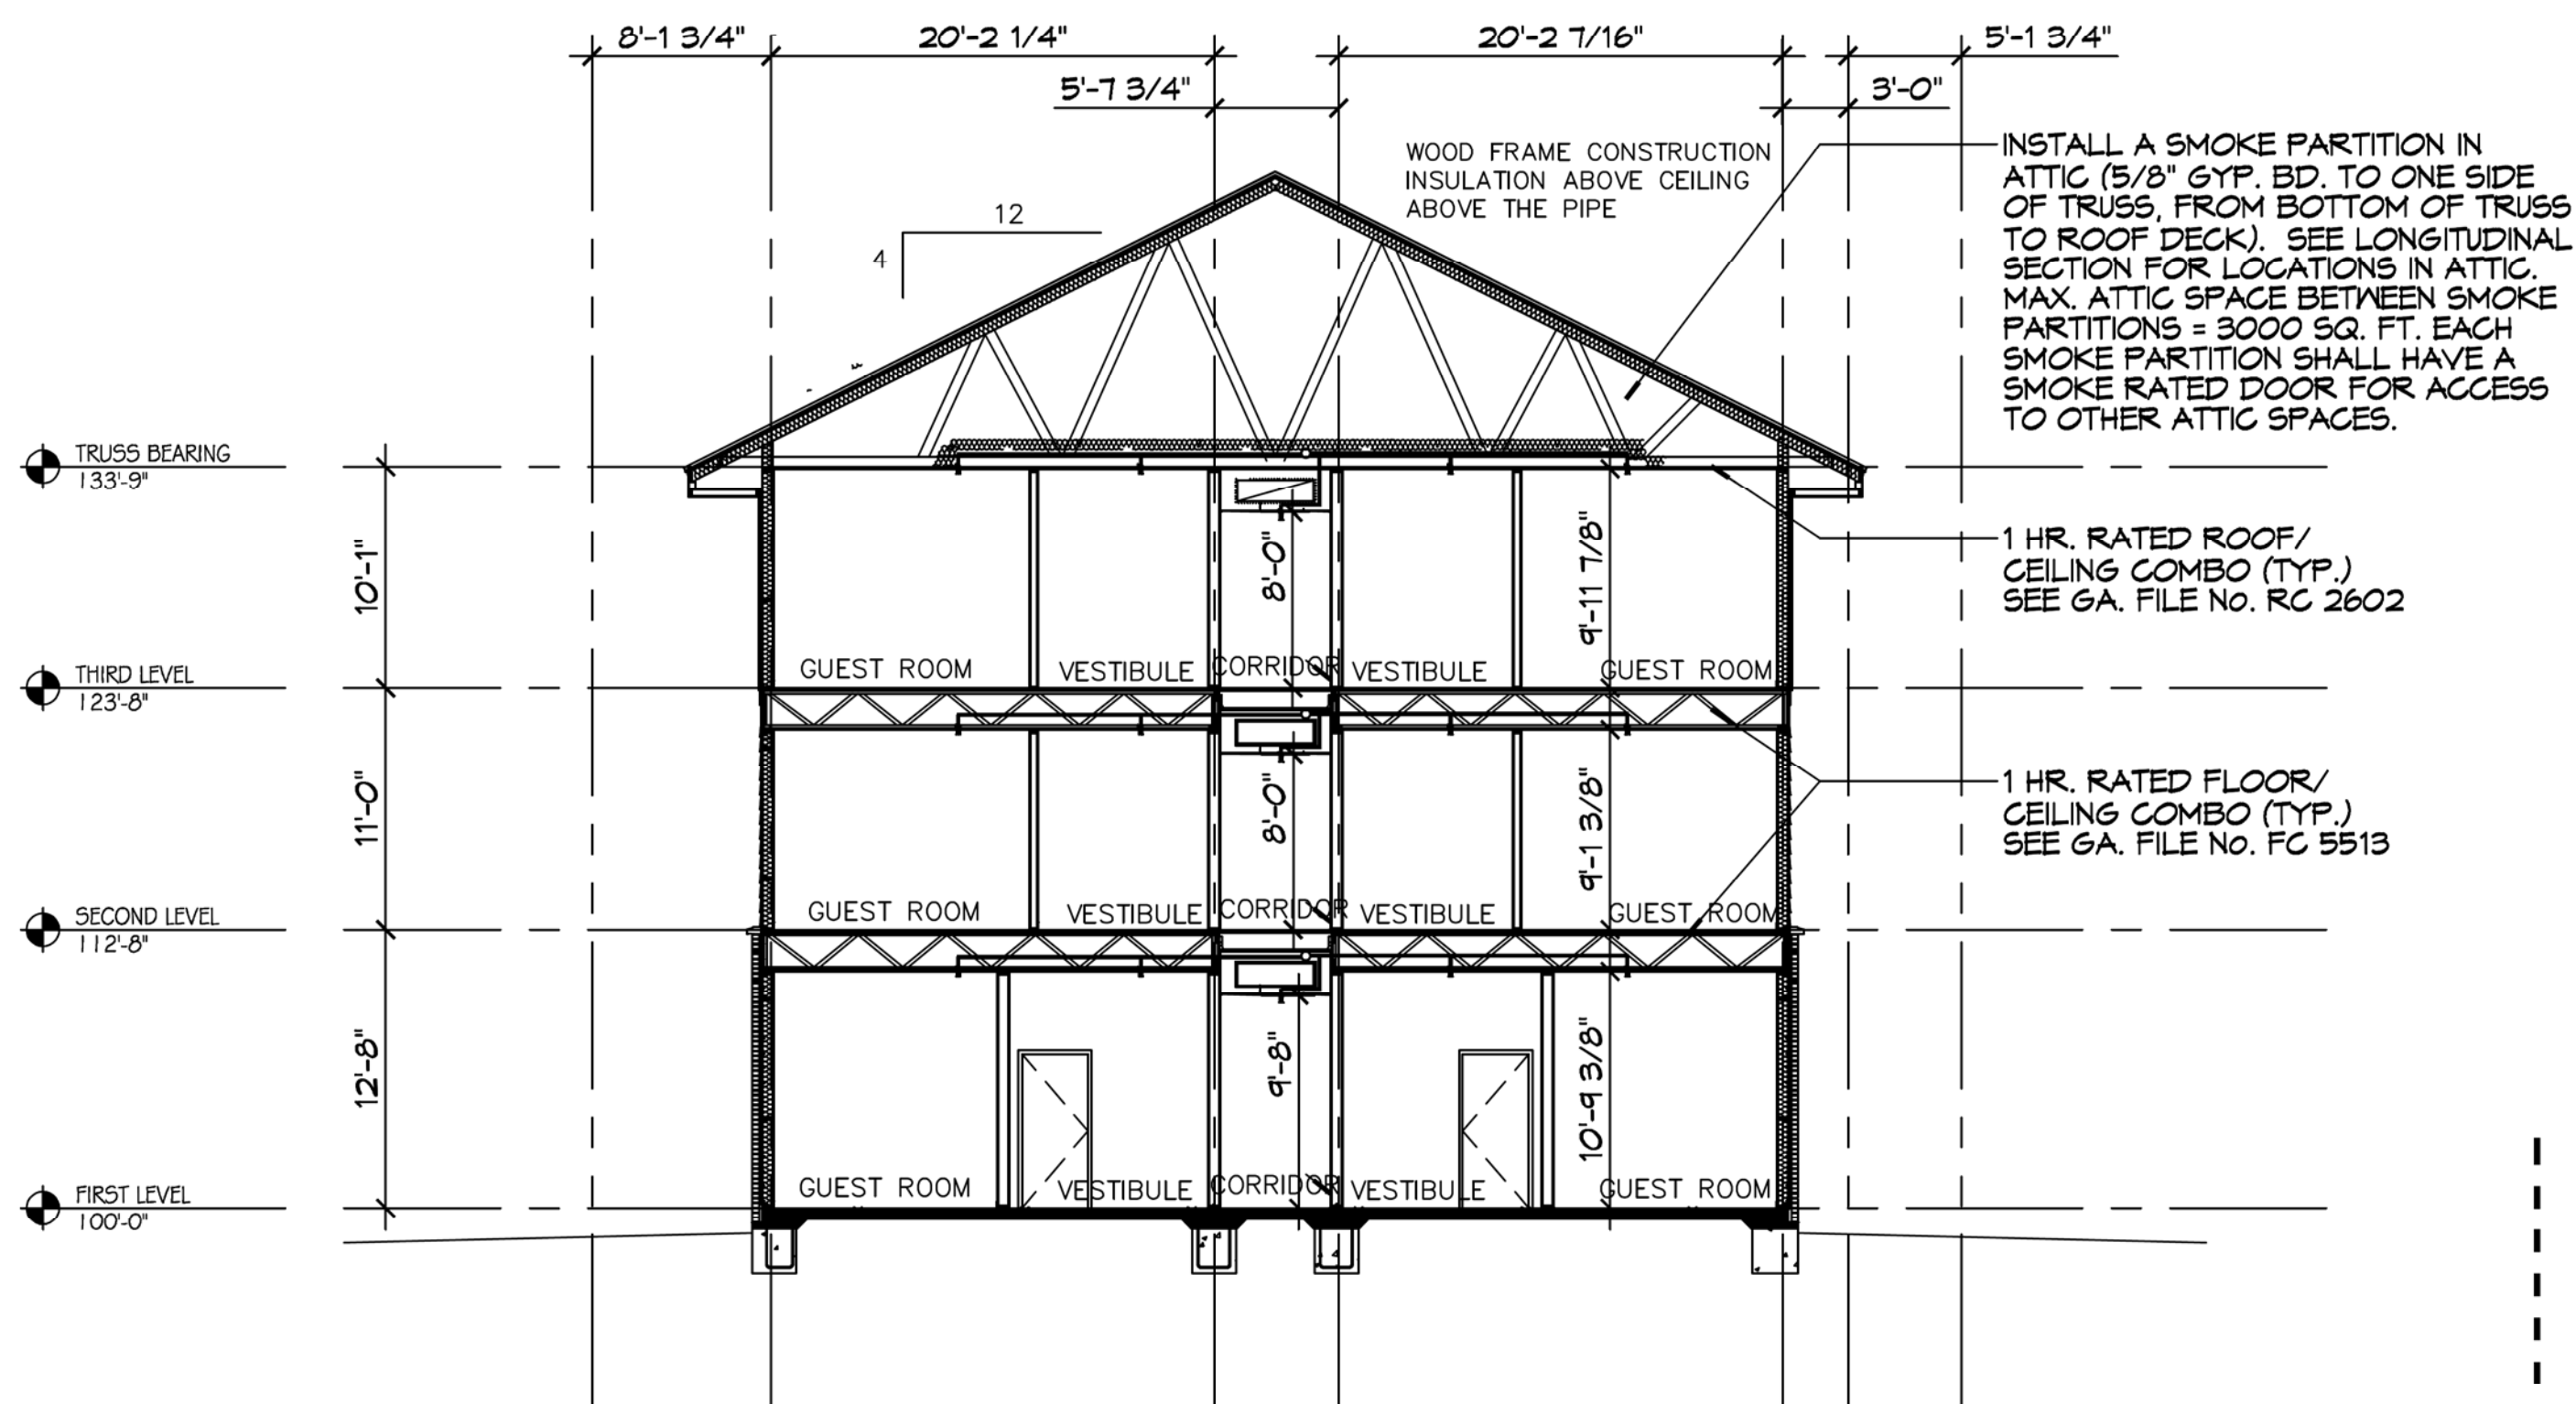 8'-1 3/4"
20'-2 1/4"
20'-2 7/16"
5'-1 3/4"
5'-7 3/4"
3'-0"
WOOD FRAME CONSTRUCTION
INSULATION ABOVE CEILING
ABOVE THE PIPE
INSTALL A SMOKE PARTITION IN
ATTIC (5/8" GYP. BD. TO ONE SIDE
OF TRUSS, FROM BOTTOM OF TRUSS
TO ROOF DECK). SEE LONGITUDINAL
SECTION FOR LOCATIONS IN ATTIC.
MAX. ATTIC SPACE BETWEEN SMOKE
PARTITIONS = 3000 SQ. FT. EACH
SMOKE PARTITION SHALL HAVE A
SMOKE RATED DOOR FOR ACCESS
TO OTHER ATTIC SPACES.
12
4
TRUSS BEARING
133'-9"
10'-1"
8'-0"
9'-11 7/8"
1 HR. RATED ROOF/
CEILING COMBO (TYP.)
SEE GA. FILE No. RC 2602
GUEST ROOM
VESTIBULE
CORRIDOR
VESTIBULE
GUEST ROOM
THIRD LEVEL
123'-8"
11'-0"
8'-0"
9'-1 3/8"
1 HR. RATED FLOOR/
CEILING COMBO (TYP.)
SEE GA. FILE No. FC 5513
GUEST ROOM
VESTIBULE
CORRIDOR
VESTIBULE
GUEST ROOM
SECOND LEVEL
112'-8"
12'-8"
9'-8"
10'-9 3/8"
GUEST ROOM
VESTIBULE
CORRIDOR
VESTIBULE
GUEST ROOM
FIRST LEVEL
100'-0"